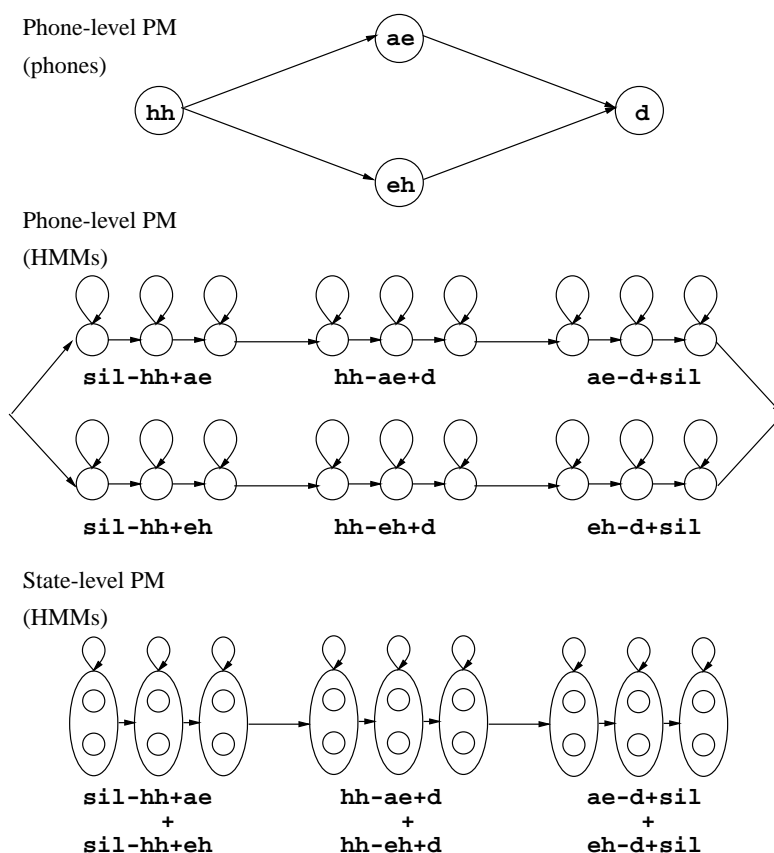 Phone-level PM
(phones)
ae
hh
d
eh
Phone-level PM
(HMMs)
sil-hh+ae hh-ae+d ae-d+sil
sil-hh+eh hh-eh+d eh-d+sil
State-level PM
(HMMs)
sil-hh+ae hh-ae+d ae-d+sil
+ + +
sil-hh+eh hh-eh+d eh-d+sil